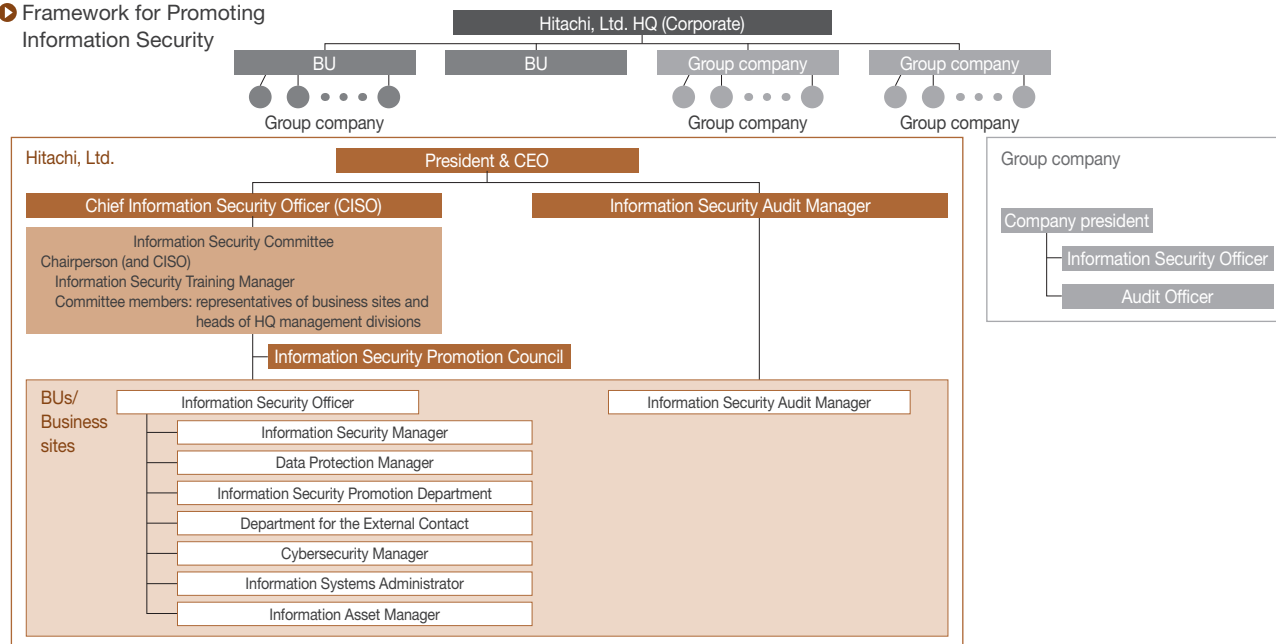 Framework for Promoting
Information Security
Hitachi, Ltd. HQ (Corporate)
BU
BU
Group company
Group company
Group company
Group company
Group company
Hitachi, Ltd.
President & CEO
Chief Information Security Officer (CISO)
Information Security Audit Manager
Information Security Committee
Chairperson (and CISO)
Information Security Training Manager
Committee members: representatives of business sites and
heads of HQ management divisions
Information Security Promotion Council
BUs/
Business
sites
Information Security Officer
Information Security Audit Manager
Information Security Manager
Data Protection Manager
Information Security Promotion Department
Department for the External Contact
Cybersecurity Manager
Information Systems Administrator
Information Asset Manager
Group company
Company president
Information Security Officer
Audit Officer